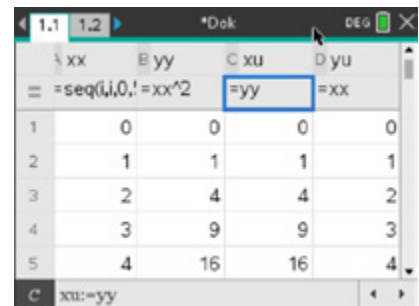 1.1 1.2 *Dok DEG
A xx B yy C xu D yu
= =seq(i,i,0,! =xx^2 =yy =xx
1 0 0 0 0
2 1 1 1 1
3 2 4 4 2
4 3 9 9 3
5 4 16 16 4
C xu:=yy